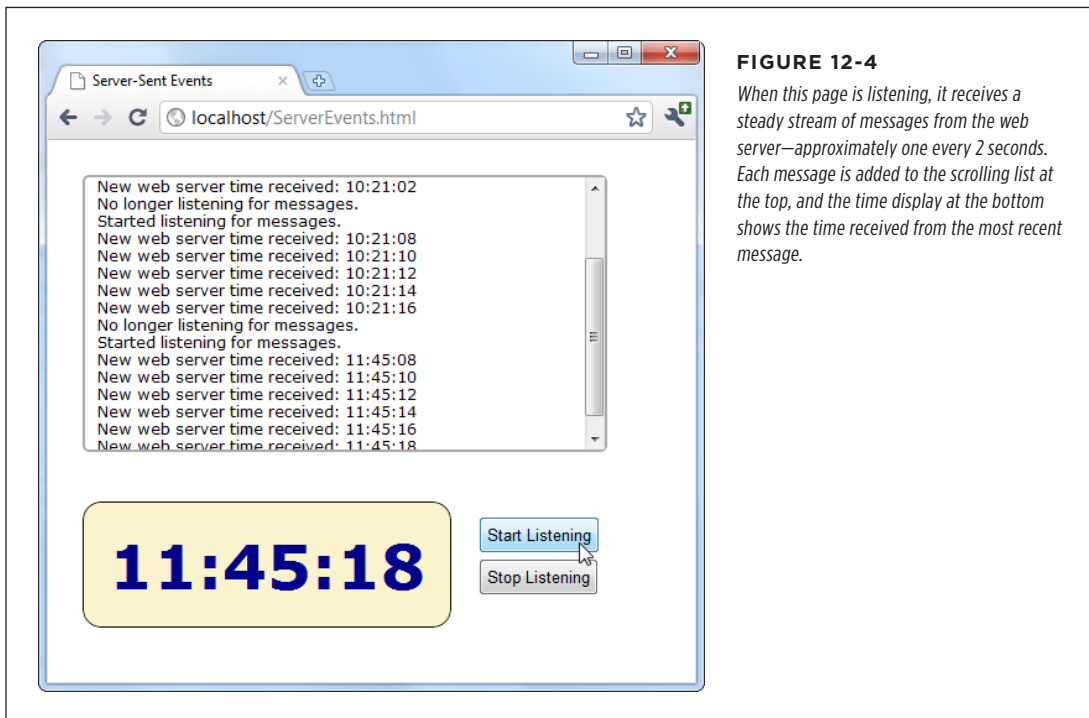 Server-Sent Events
localhost/ServerEvents.html
New web server time received: 10:21:02
No longer listening for messages.
Started listening for messages.
New web server time received: 10:21:08
New web server time received: 10:21:10
New web server time received: 10:21:12
New web server time received: 10:21:14
New web server time received: 10:21:16
No longer listening for messages.
Started listening for messages.
New web server time received: 11:45:08
New web server time received: 11:45:10
New web server time received: 11:45:12
New web server time received: 11:45:14
New web server time received: 11:45:16
New web server time received: 11:45:18
11:45:18
Start Listening
Stop Listening
FIGURE 12-4
When this page is listening, it receives a
steady stream of messages from the web
server—approximately one every 2 seconds.
Each message is added to the scrolling list at
the top, and the time display at the bottom
shows the time received from the most recent
message.